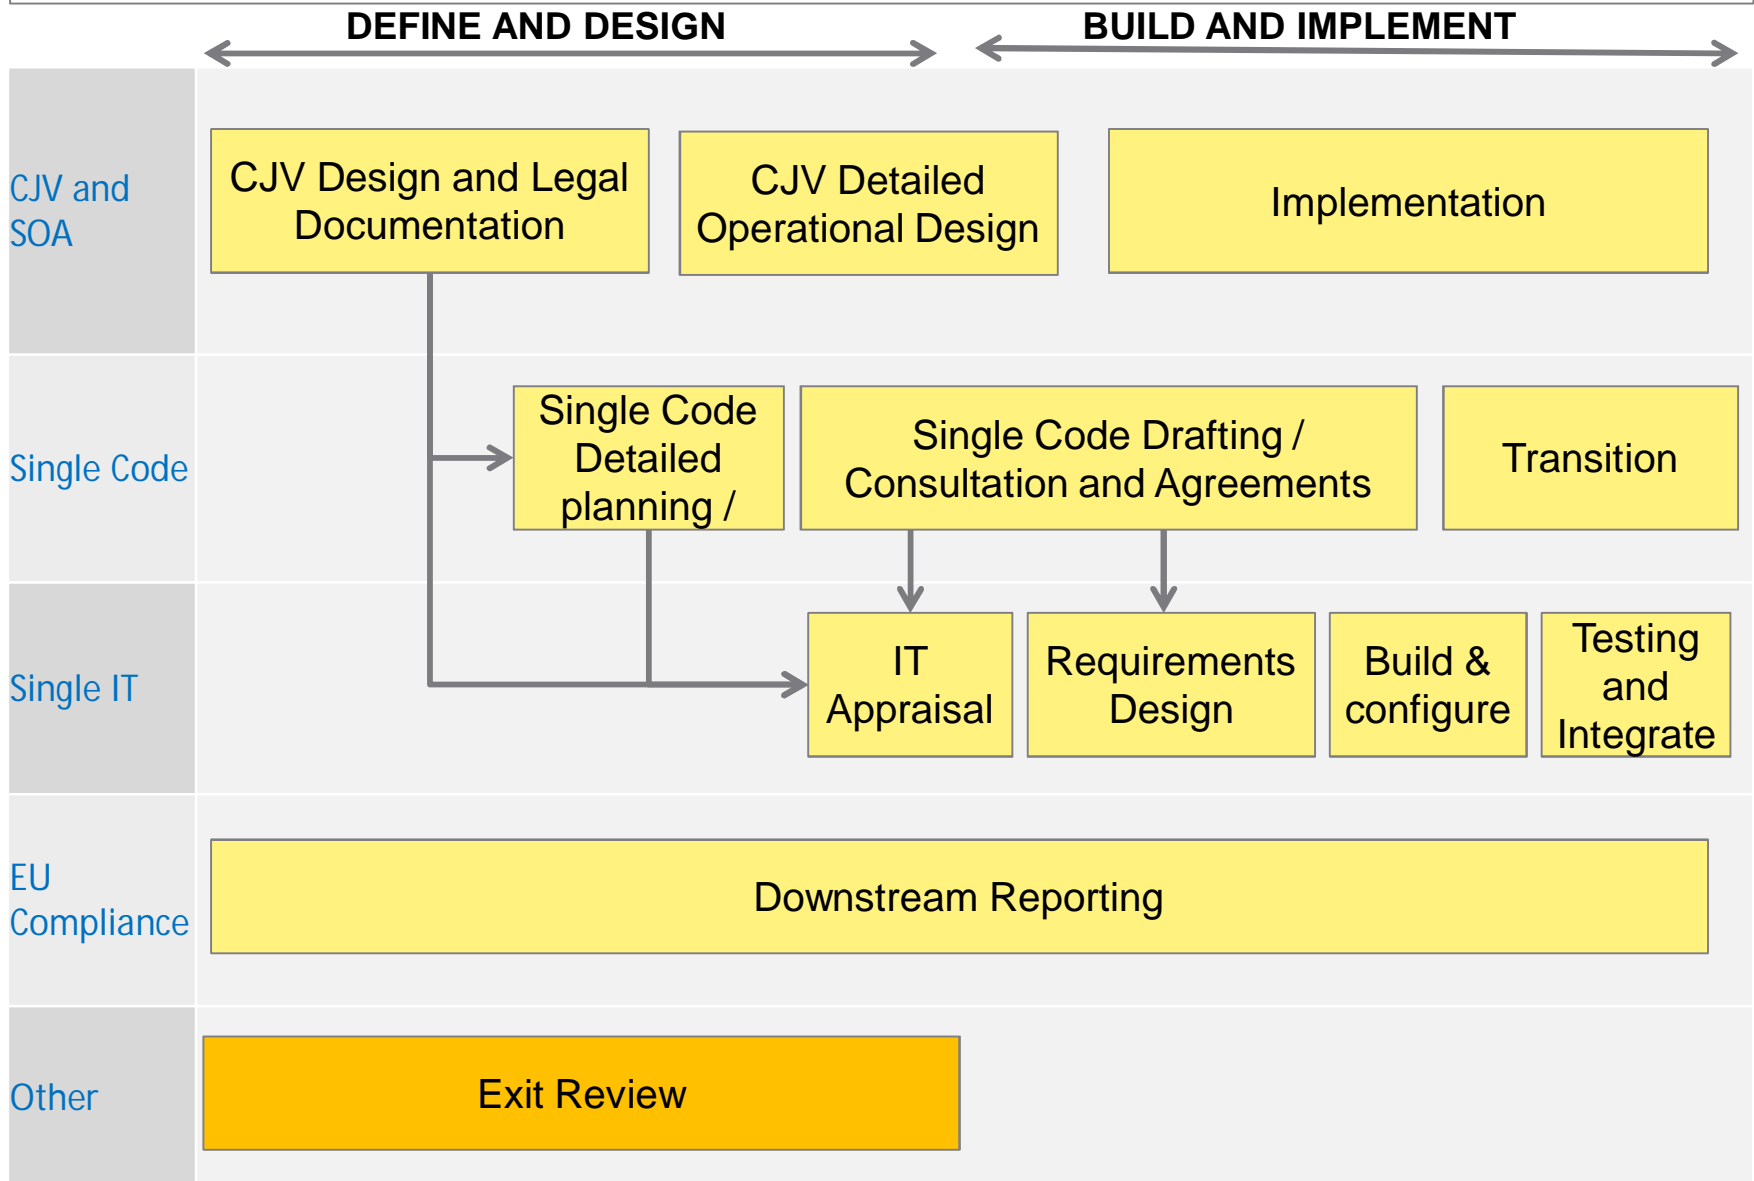 DEFINE AND DESIGN
BUILD AND IMPLEMENT
CJV and
SOA
CJV Design and Legal
Documentation
CJV Detailed
Operational Design
Implementation
Single Code
Single Code
Detailed
planning /
Single Code Drafting /
Consultation and Agreements
Transition
Single IT
IT
Appraisal
Requirements
Design
Build &
configure
Testing
and
Integrate
EU
Compliance
Downstream Reporting
Other
Exit Review